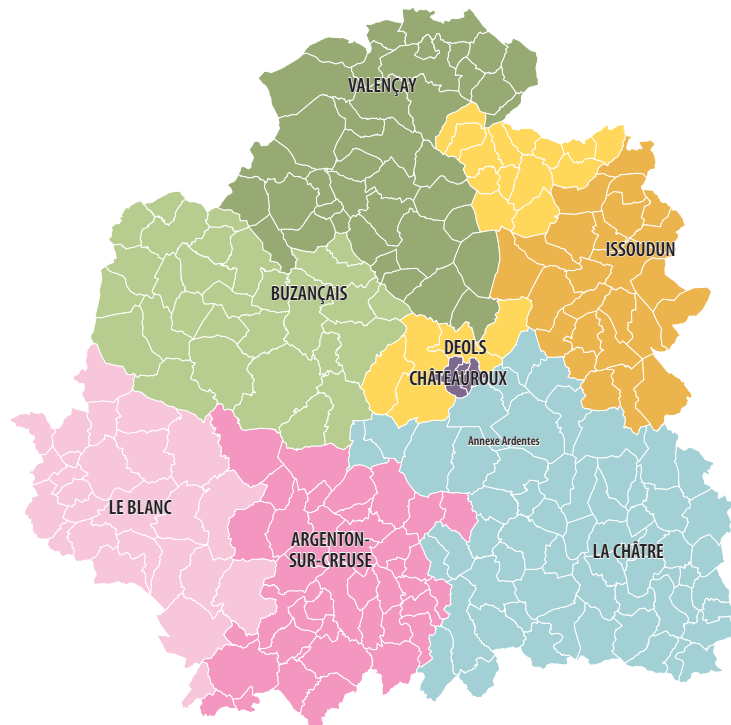 VALENÇAY
ISSOUDUN
BUZANÇAIS
DEOLS
CHÂTEAUROUX
Annexe Ardentes
LE BLANC
ARGENTON-
SUR-CREUSE
LA CHÂTRE